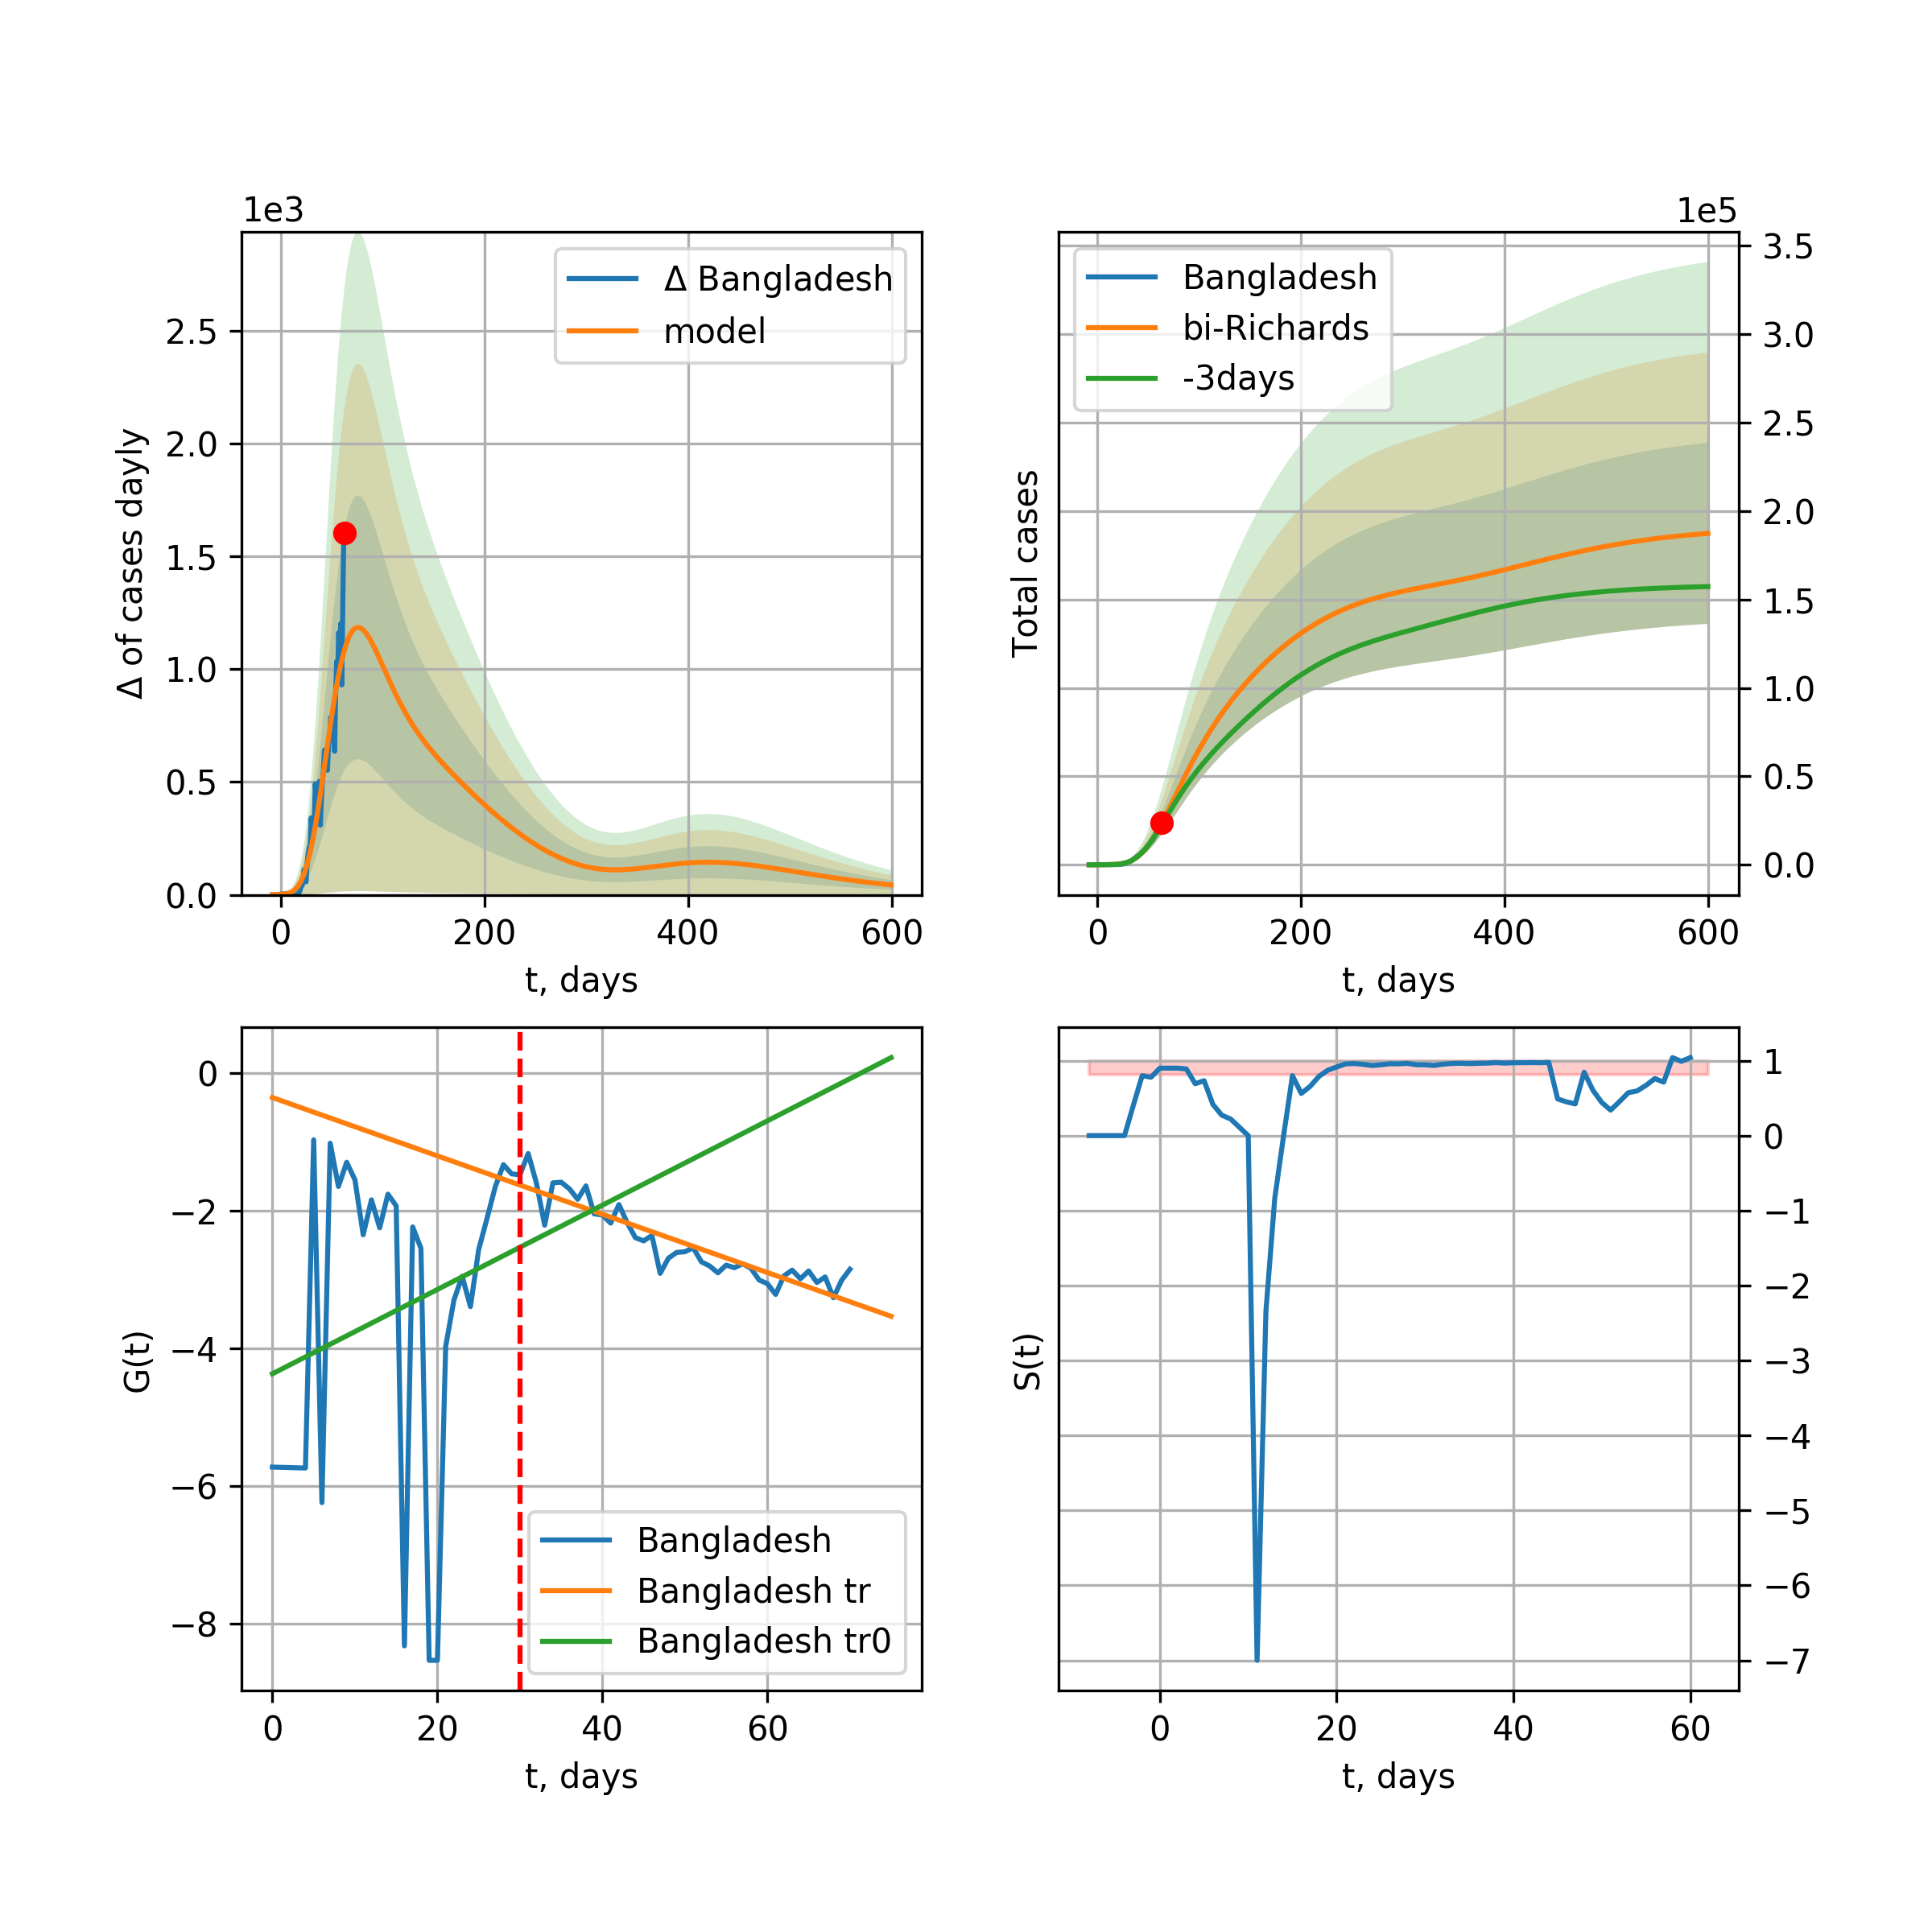 1e3
Δ of cases dayly
2.5
2.0
1.5
1.0
0.5
0.0
0 200 400 600
t, days
Δ Bangladesh
model
1e5
Total cases
3.5
3.0
2.5
2.0
1.5
1.0
0.5
0.0
0 200 400 600
t, days
Bangladesh
bi-Richards
-3days
G(t)
0
−2
−4
−6
−8
0 20 40 60
t, days
Bangladesh
Bangladesh tr
Bangladesh tr0
S(t)
1
0
−1
−2
−3
−4
−5
−6
−7
0 20 40 60
t, days